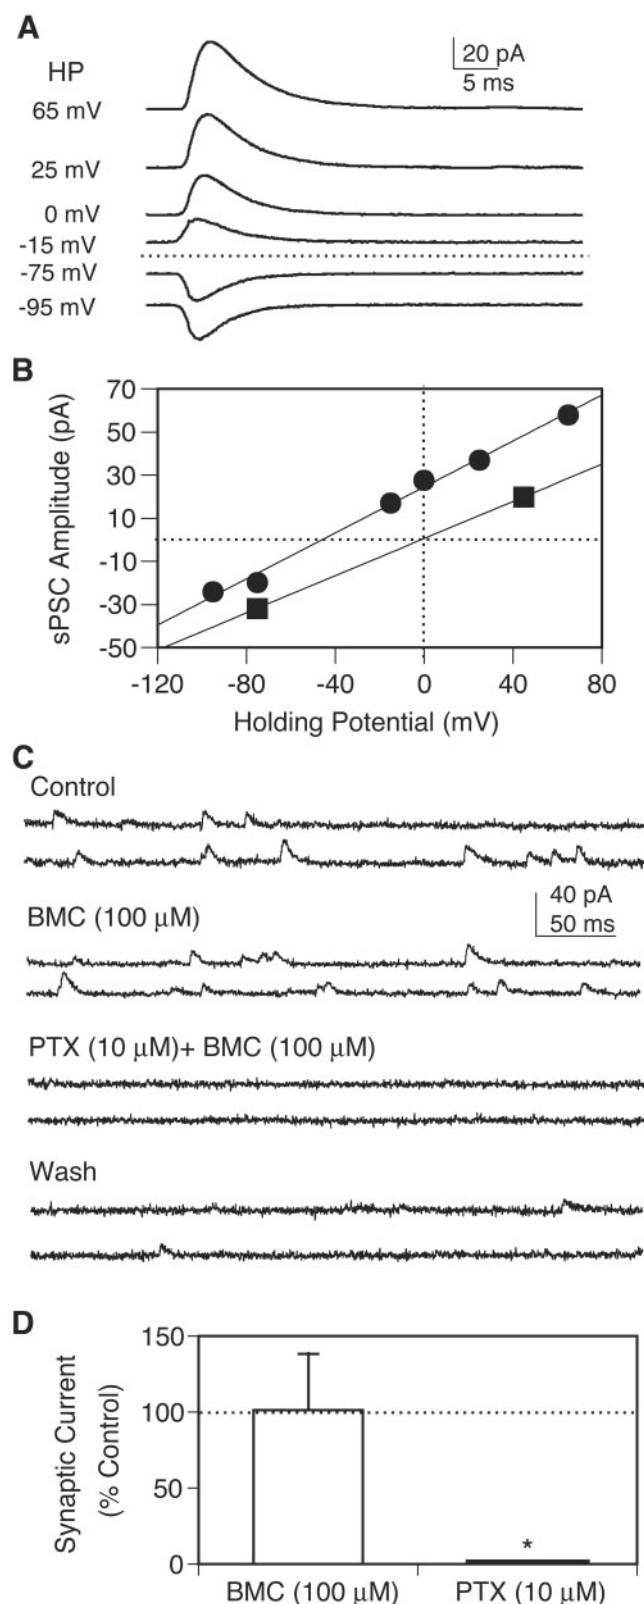 A
HP
20 pA
5 ms
65 mV
25 mV
0 mV
-15 mV
-75 mV
-95 mV
B
sPSC Amplitude (pA)
70
50
30
10
-10
-30
-50
-120 -80 -40 0 40 80
Holding Potential (mV)
C
Control
40 pA
50 ms
BMC (100 μM)
PTX (10 μM)+ BMC (100 μM)
Wash
D
Synaptic Current
(% Control)
150
100
50
0
*
BMC (100 μM) PTX (10 μM)